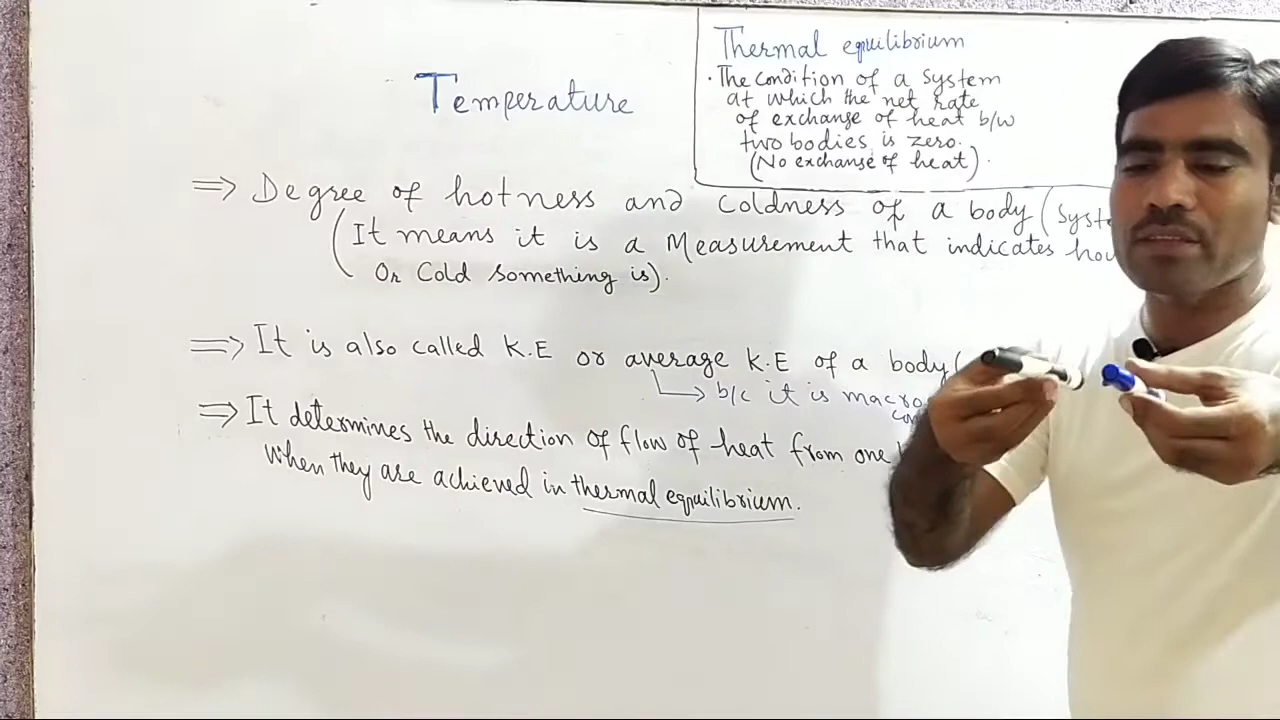 Temperature
Thermal equilibrium
· The condition of a system
at which the net rate
of exchange of heat b/w
two bodies is zero.
(No exchange of heat).
⇒ Degree of hotness and coldness of a body (Syste
(It means it is a Measurement that indicates how
Or Cold something is).
⇒ It is also called K.E or average K.E of a body (
↳ b/c it is macro
⇒ It determines the direction of flow of heat from one
when they are achieved in thermal equilibrium.